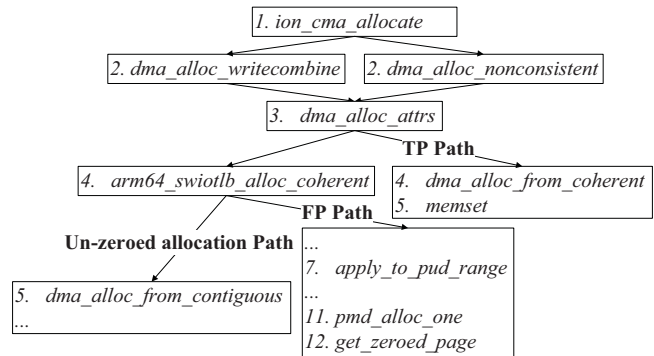 1. ion_cma_allocate
2. dma_alloc_writecombine
2. dma_alloc_nonconsistent
3. dma_alloc_attrs
TP Path
4. arm64_swiotlb_alloc_coherent
4. dma_alloc_from_coherent
5. memset
FP Path
Un-zeroed allocation Path
5. dma_alloc_from_contiguous
...
...
7. apply_to_pud_range
...
11. pmd_alloc_one
12. get_zeroed_page